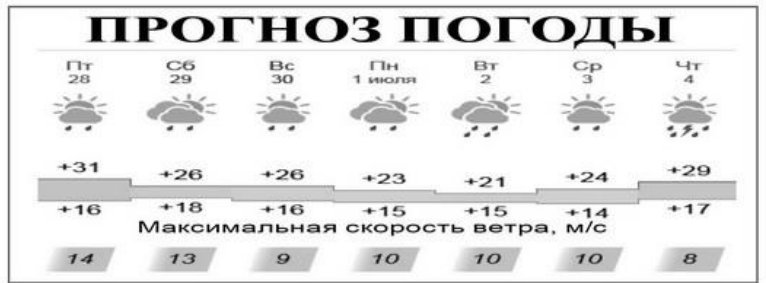 ПРОГНОЗ ПОГОДЫ
Пт Сб Вс Пн Вт Ср Чт
28 29 30 1 июля 2 3 4
+31 +26 +26 +23 +21 +24 +29
+16 +18 +16 +15 +15 +14 +17
Максимальная скорость ветра, м/с
14 13 9 10 10 10 8